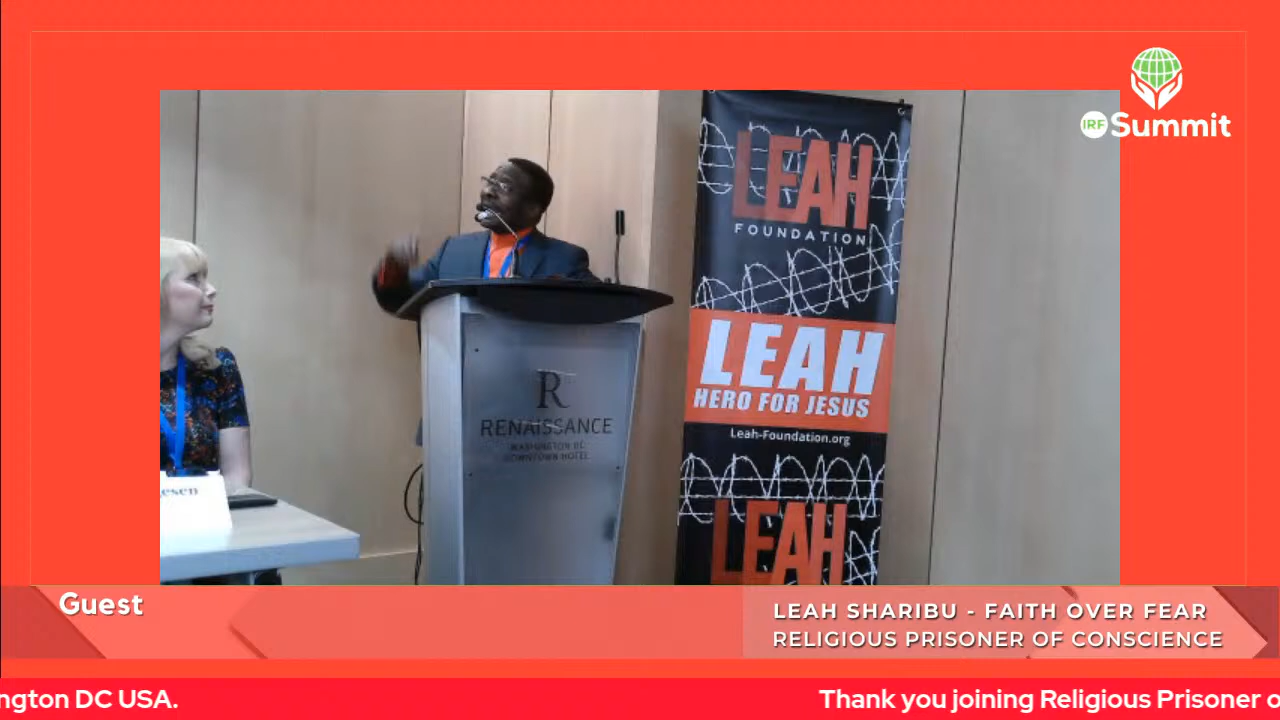 IRF Summit
LEAH
FOUNDATION
LEAH
HERO FOR JESUS
Leah-Foundation.org
LEAH
R
RENAISSANCE
WASHINGTON DC
DOWNTOWN HOTEL
esen
Guest
LEAH SHARIBU - FAITH OVER FEAR
RELIGIOUS PRISONER OF CONSCIENCE
ngton DC USA.
Thank you joining Religious Prisoner o